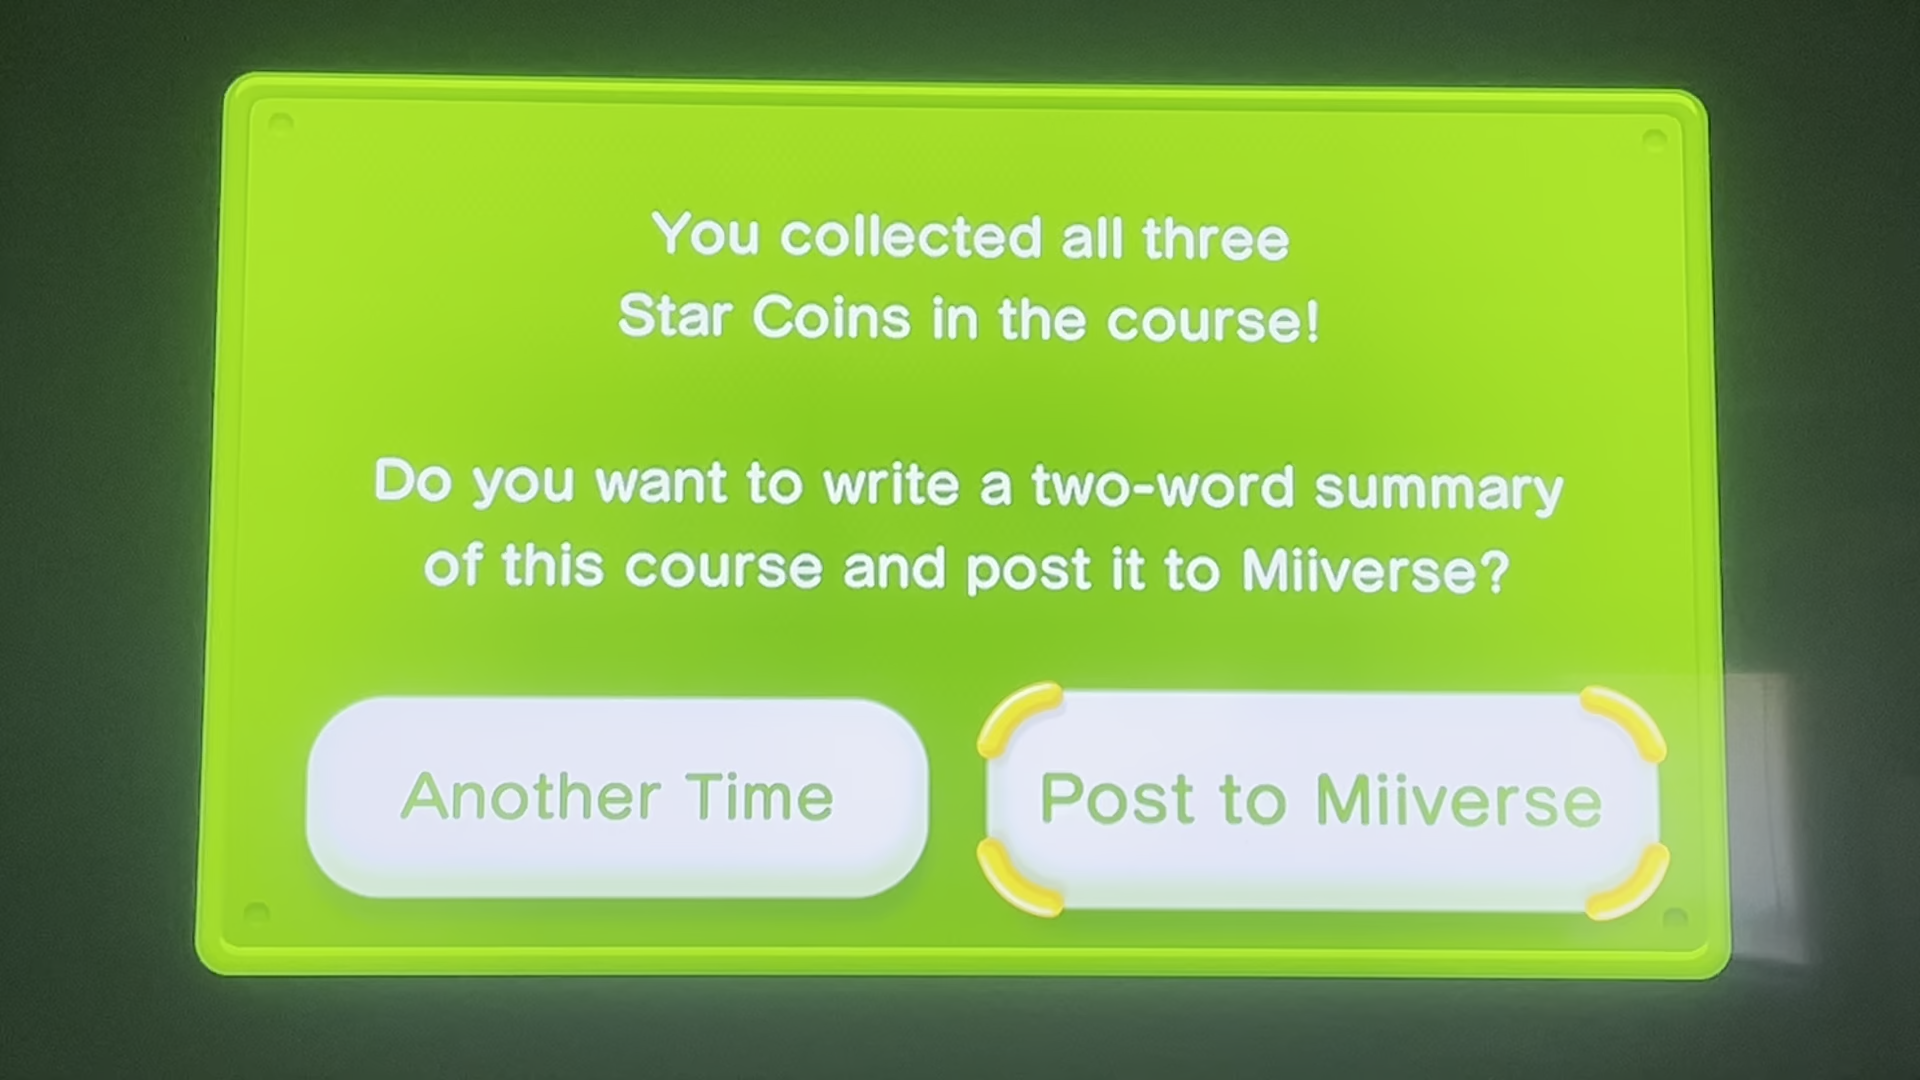 You collected all three
Star Coins in the course!
Do you want to write a two-word summary
of this course and post it to Miiverse?
Another Time
Post to Miiverse